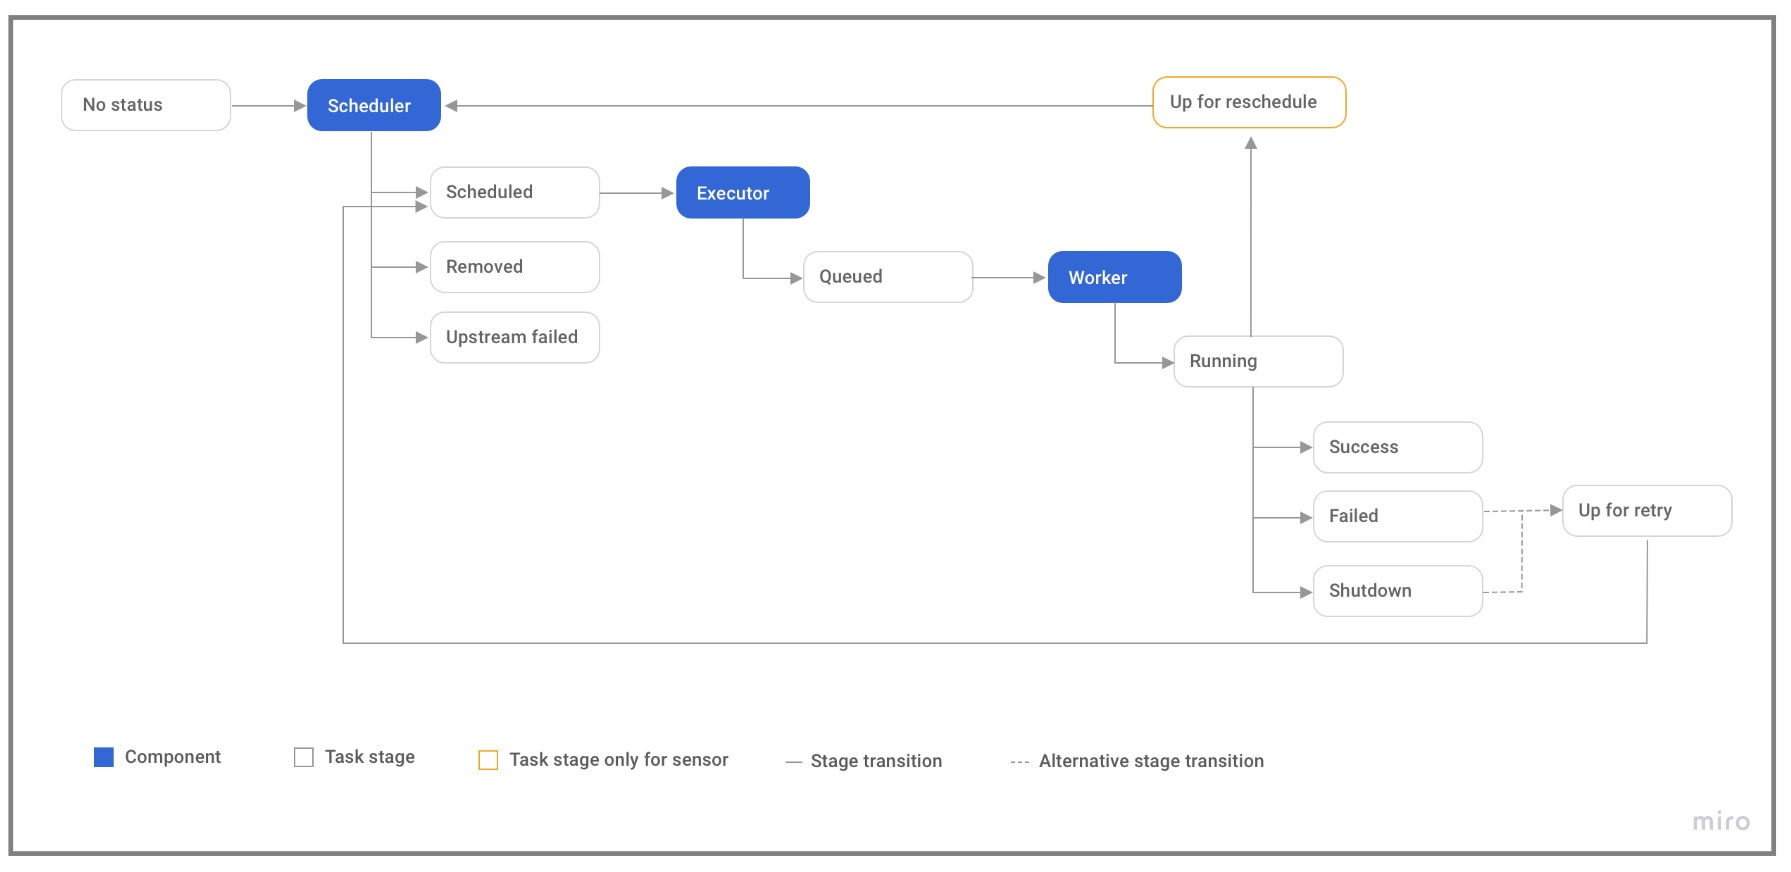 No status
Scheduler
Up for reschedule
Scheduled
Executor
Removed
Queued
Worker
Upstream failed
Running
Success
Failed
Up for retry
Shutdown
Component
Task stage
Task stage only for sensor
Stage transition
Alternative stage transition
miro